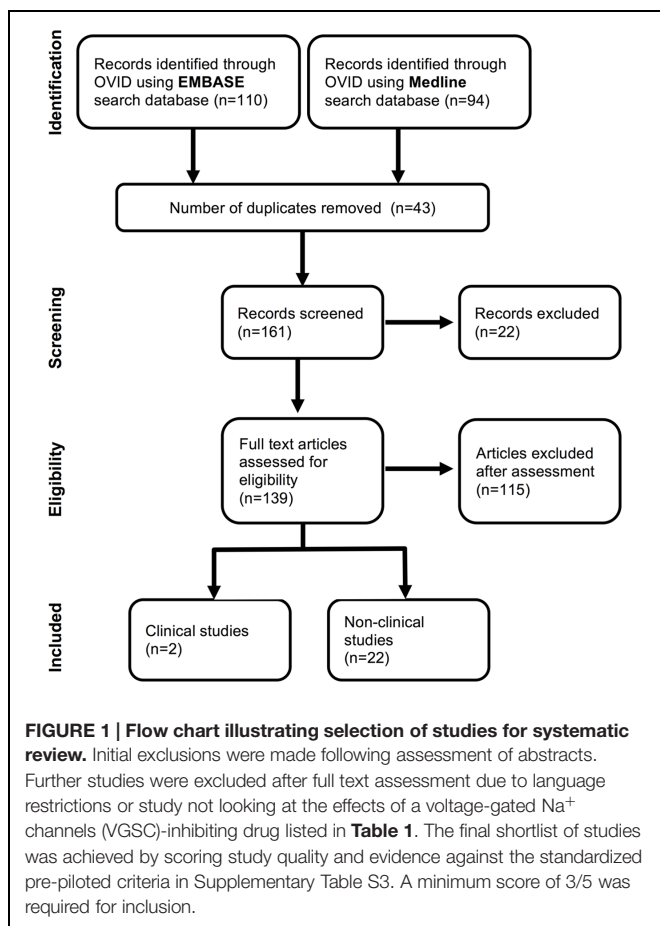 Identification
Records identified through
OVID using EMBASE
search database (n=110)
Records identified through
OVID using Medline
search database (n=94)
Number of duplicates removed (n=43)
Screening
Records screened
(n=161)
Records excluded
(n=22)
Eligibility
Full text articles
assessed for
eligibility
(n=139)
Articles excluded
after assessment
(n=115)
Included
Clinical studies
(n=2)
Non-clinical
studies
(n=22)
FIGURE 1 | Flow chart illustrating selection of studies for systematic
review. Initial exclusions were made following assessment of abstracts.
Further studies were excluded after full text assessment due to language
restrictions or study not looking at the effects of a voltage-gated Na⁺
channels (VGSC)-inhibiting drug listed in Table 1. The final shortlist of studies
was achieved by scoring study quality and evidence against the standardized
pre-piloted criteria in Supplementary Table S3. A minimum score of 3/5 was
required for inclusion.